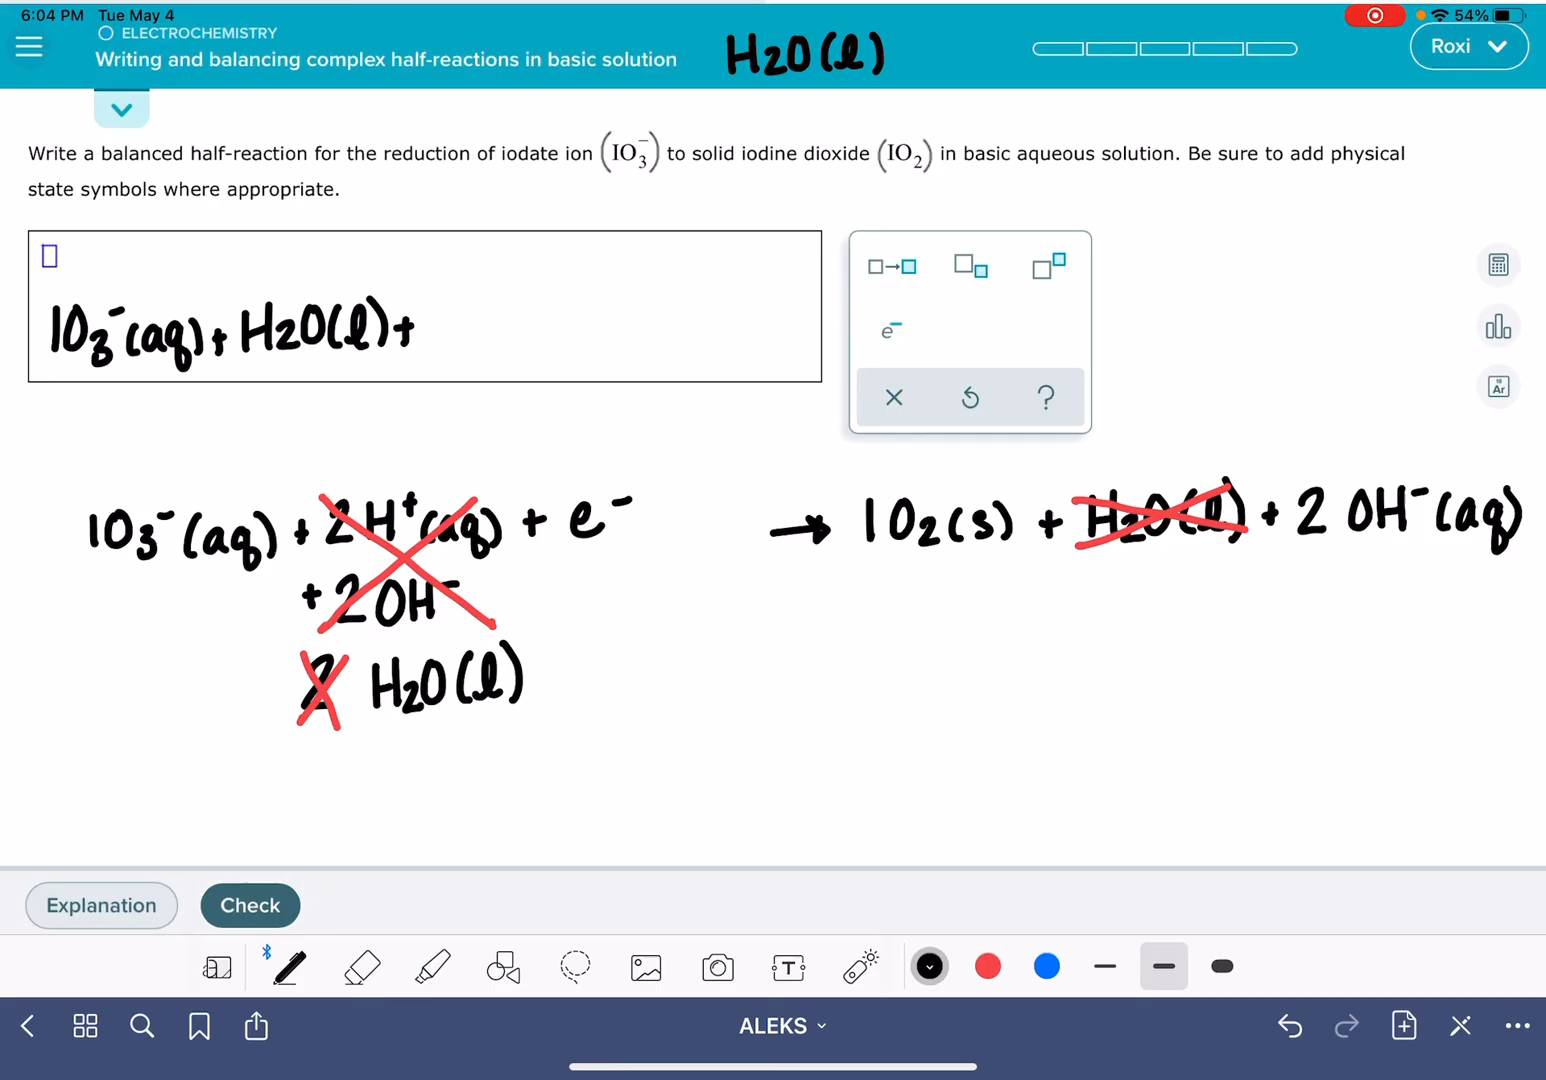 6:04 PM Tue May 4
54%
ELECTROCHEMISTRY
Writing and balancing complex half-reactions in basic solution
H2O(l)
Roxi
Write a balanced half-reaction for the reduction of iodate ion (IO₃⁻) to solid iodine dioxide (IO₂) in basic aqueous solution. Be sure to add physical
state symbols where appropriate.
IO3⁻(aq) + H2O(l) +
□→□
e⁻
?
18
Ar
IO3⁻(aq) + 2H⁺(aq) + e⁻ → IO2(s) + H2O(l) + 2 OH⁻(aq)
+ 2OH⁻
2 H2O(l)
Explanation
Check
T
ALEKS